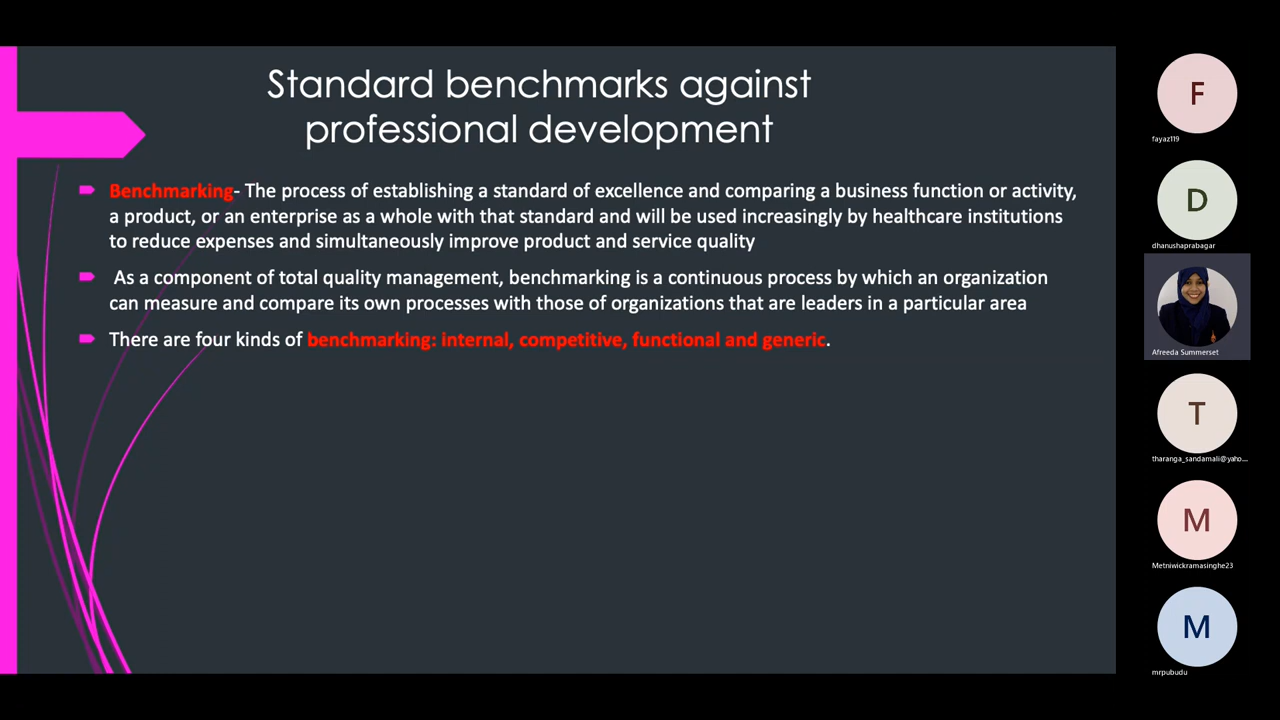 Standard benchmarks against
professional development
Benchmarking- The process of establishing a standard of excellence and comparing a business function or activity,
a product, or an enterprise as a whole with that standard and will be used increasingly by healthcare institutions
to reduce expenses and simultaneously improve product and service quality
As a component of total quality management, benchmarking is a continuous process by which an organization
can measure and compare its own processes with those of organizations that are leaders in a particular area
There are four kinds of benchmarking: internal, competitive, functional and generic.
F
fayaz119
D
dhanushaprabagar
Afreeda Summerset
T
tharanga_sandamali@yaho...
M
Metniwickramasinghe23
M
mrpubudu